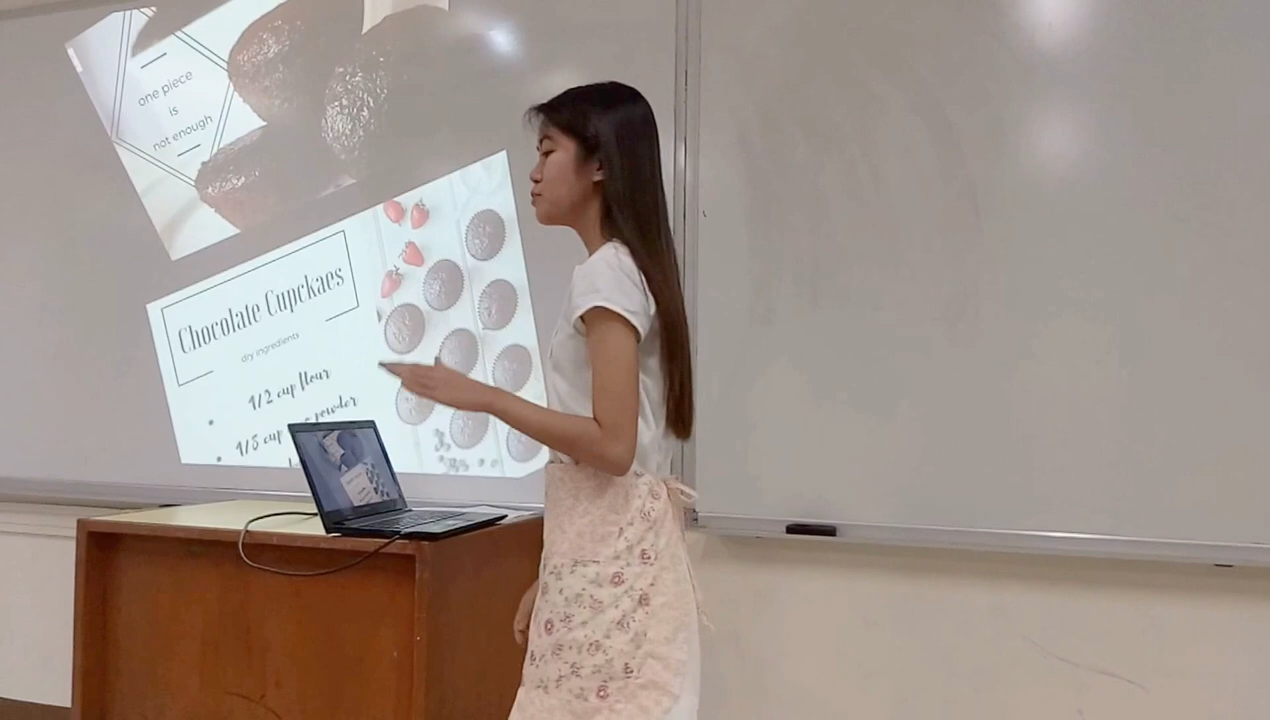 one piece
is
not enough
Chocolate Cupckaes
dry ingredients
1/2 cup flour
1/3 cup powder